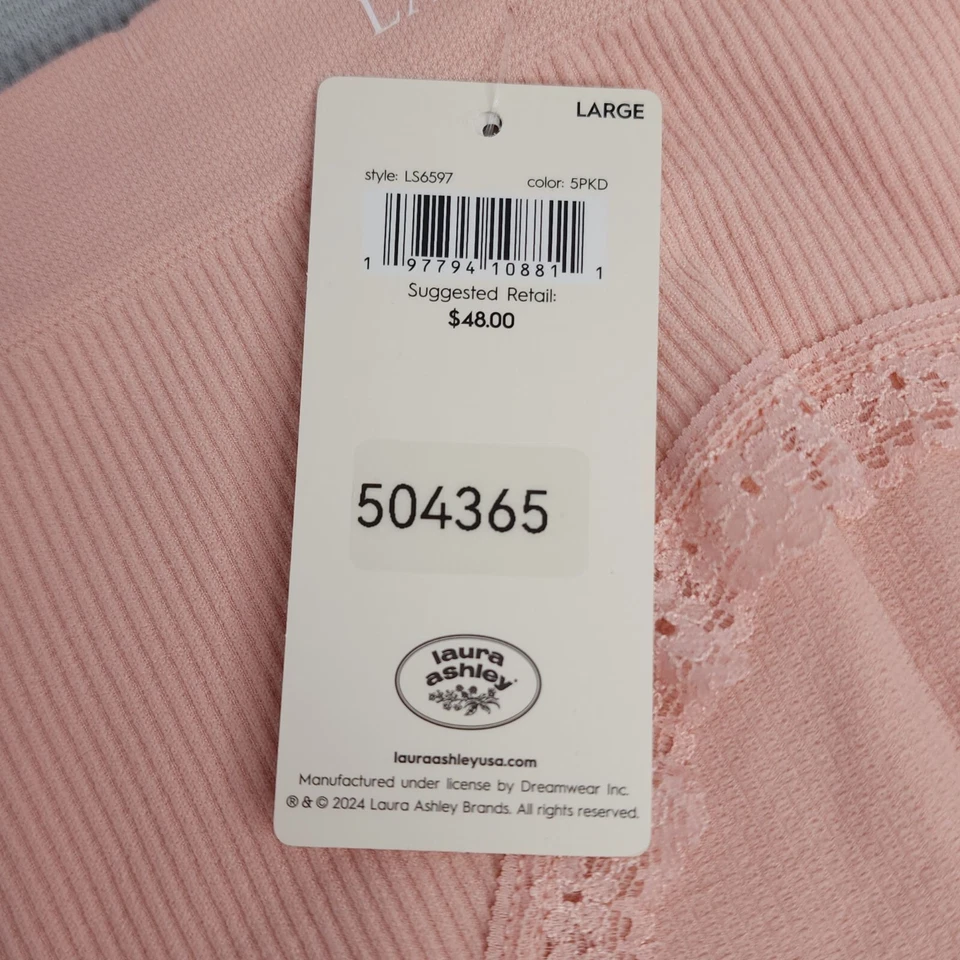 LARGE
style: LS6597 color: 5PKD
1 97794 10881 1
Suggested Retail:
$48.00
504365
laura
ashley
lauraashleyusa.com
Manufactured under license by Dreamwear Inc.
® & © 2024 Laura Ashley Brands. All rights reserved.